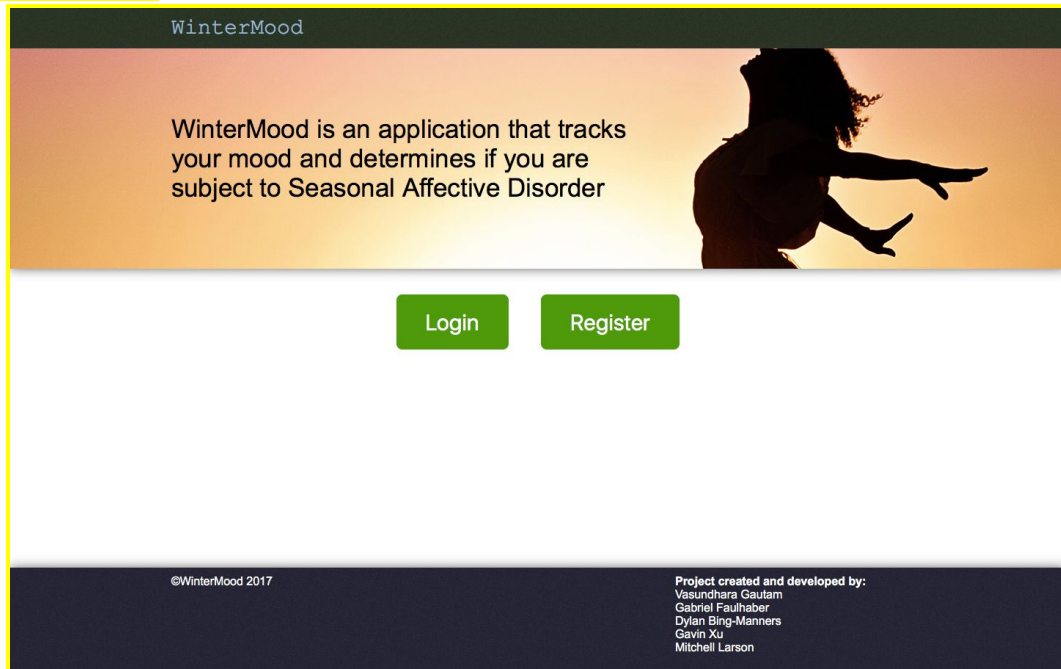 WinterMood
WinterMood is an application that tracks
your mood and determines if you are
subject to Seasonal Affective Disorder
Login
Register
©WinterMood 2017
Project created and developed by:
Vasundhara Gautam
Gabriel Faulhaber
Dylan Bing-Manners
Gavin Xu
Mitchell Larson